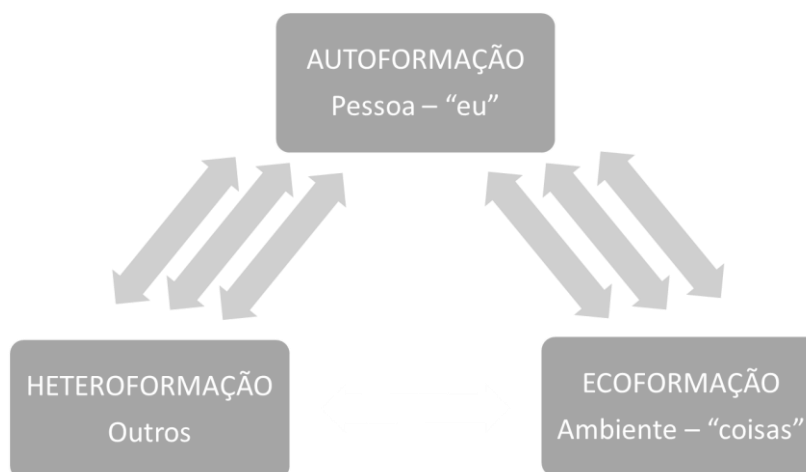 AUTOFORMAÇÃO
Pessoa – “eu”
HETEROFORMAÇÃO
Outros
ECOFORMAÇÃO
Ambiente – “coisas”